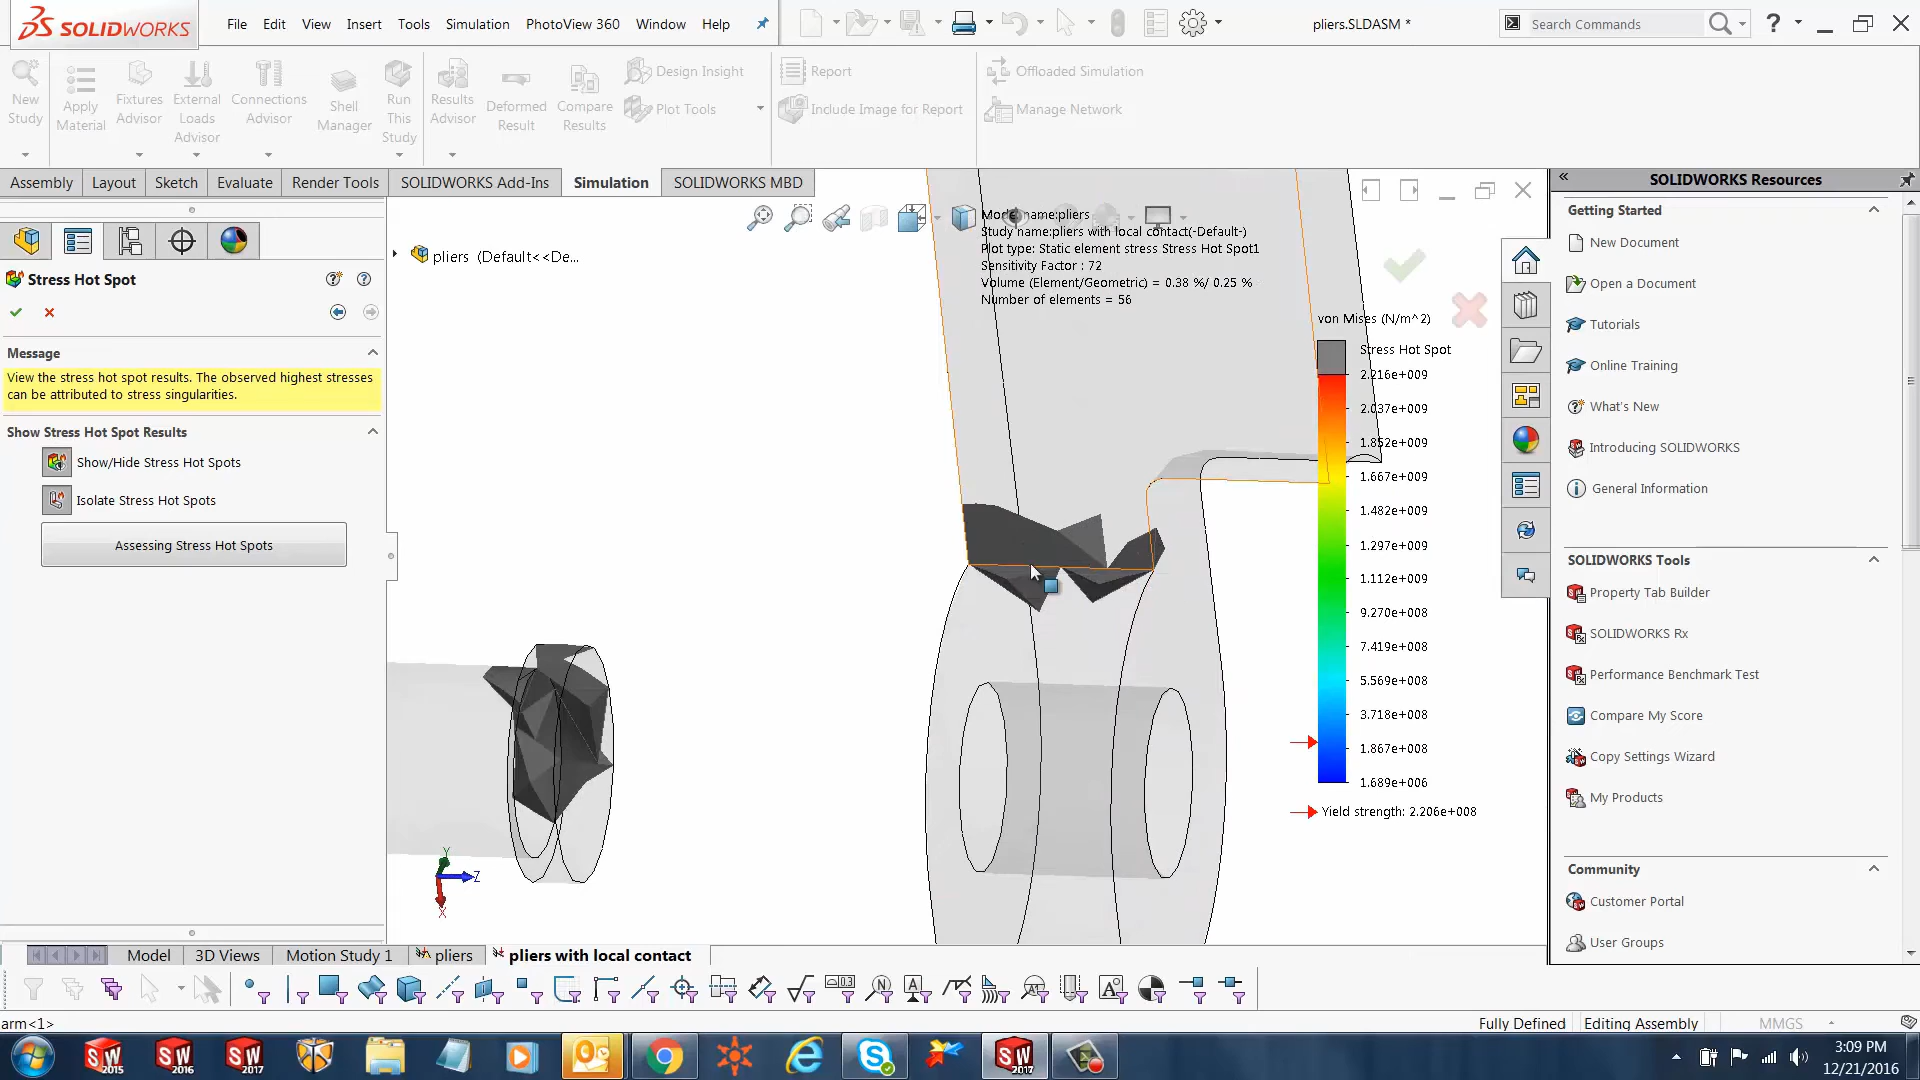 SOLIDWORKS
File Edit View Insert Tools Simulation PhotoView 360 Window Help
pliers.SLDASM *
Search Commands
?
New Study
Apply Material
Fixtures Advisor
External Loads Advisor
Connections Advisor
Shell Manager
Run This Study
Results Advisor
Deformed Result
Compare Results
Design Insight
Plot Tools
Report
Include Image for Report
Offloaded Simulation
Manage Network
Assembly Layout Sketch Evaluate Render Tools SOLIDWORKS Add-Ins Simulation SOLIDWORKS MBD
Stress Hot Spot
Message
View the stress hot spot results. The observed highest stresses
can be attributed to stress singularities.
Show Stress Hot Spot Results
Show/Hide Stress Hot Spots
Isolate Stress Hot Spots
Assessing Stress Hot Spots
pliers (Default<<De...
Model name:pliers
Study name:pliers with local contact(-Default-)
Plot type: Static element stress Stress Hot Spot1
Sensitivity Factor : 72
Volume (Element/Geometric) = 0.38 %/ 0.25 %
Number of elements = 56
von Mises (N/m^2)
Stress Hot Spot
2.216e+009
2.037e+009
1.852e+009
1.667e+009
1.482e+009
1.297e+009
1.112e+009
9.270e+008
7.419e+008
5.569e+008
3.718e+008
1.867e+008
1.689e+006
Yield strength: 2.206e+008
Y
Z
X
SOLIDWORKS Resources
Getting Started
New Document
Open a Document
Tutorials
Online Training
What's New
Introducing SOLIDWORKS
General Information
SOLIDWORKS Tools
Property Tab Builder
SOLIDWORKS Rx
Performance Benchmark Test
Compare My Score
Copy Settings Wizard
My Products
Community
Customer Portal
User Groups
Model 3D Views Motion Study 1 pliers pliers with local contact
arm<1>
Fully Defined Editing Assembly MMGS
SW 2015
SW 2016
SW 2017
SW 2017
3:09 PM
12/21/2016